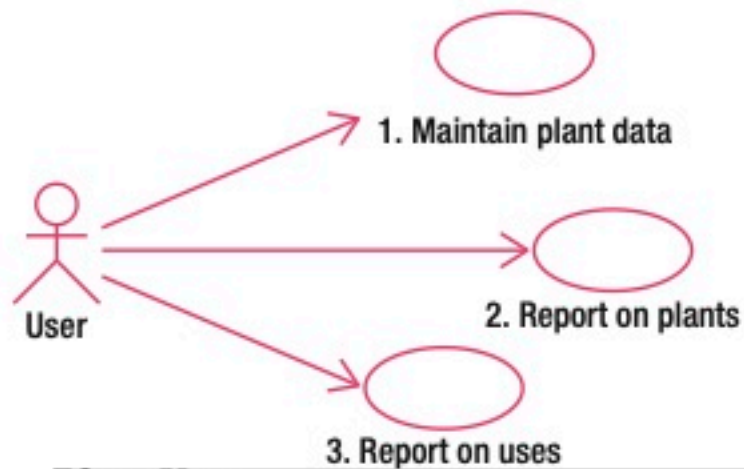 1. Maintain plant data
User
2. Report on plants
3. Report on uses